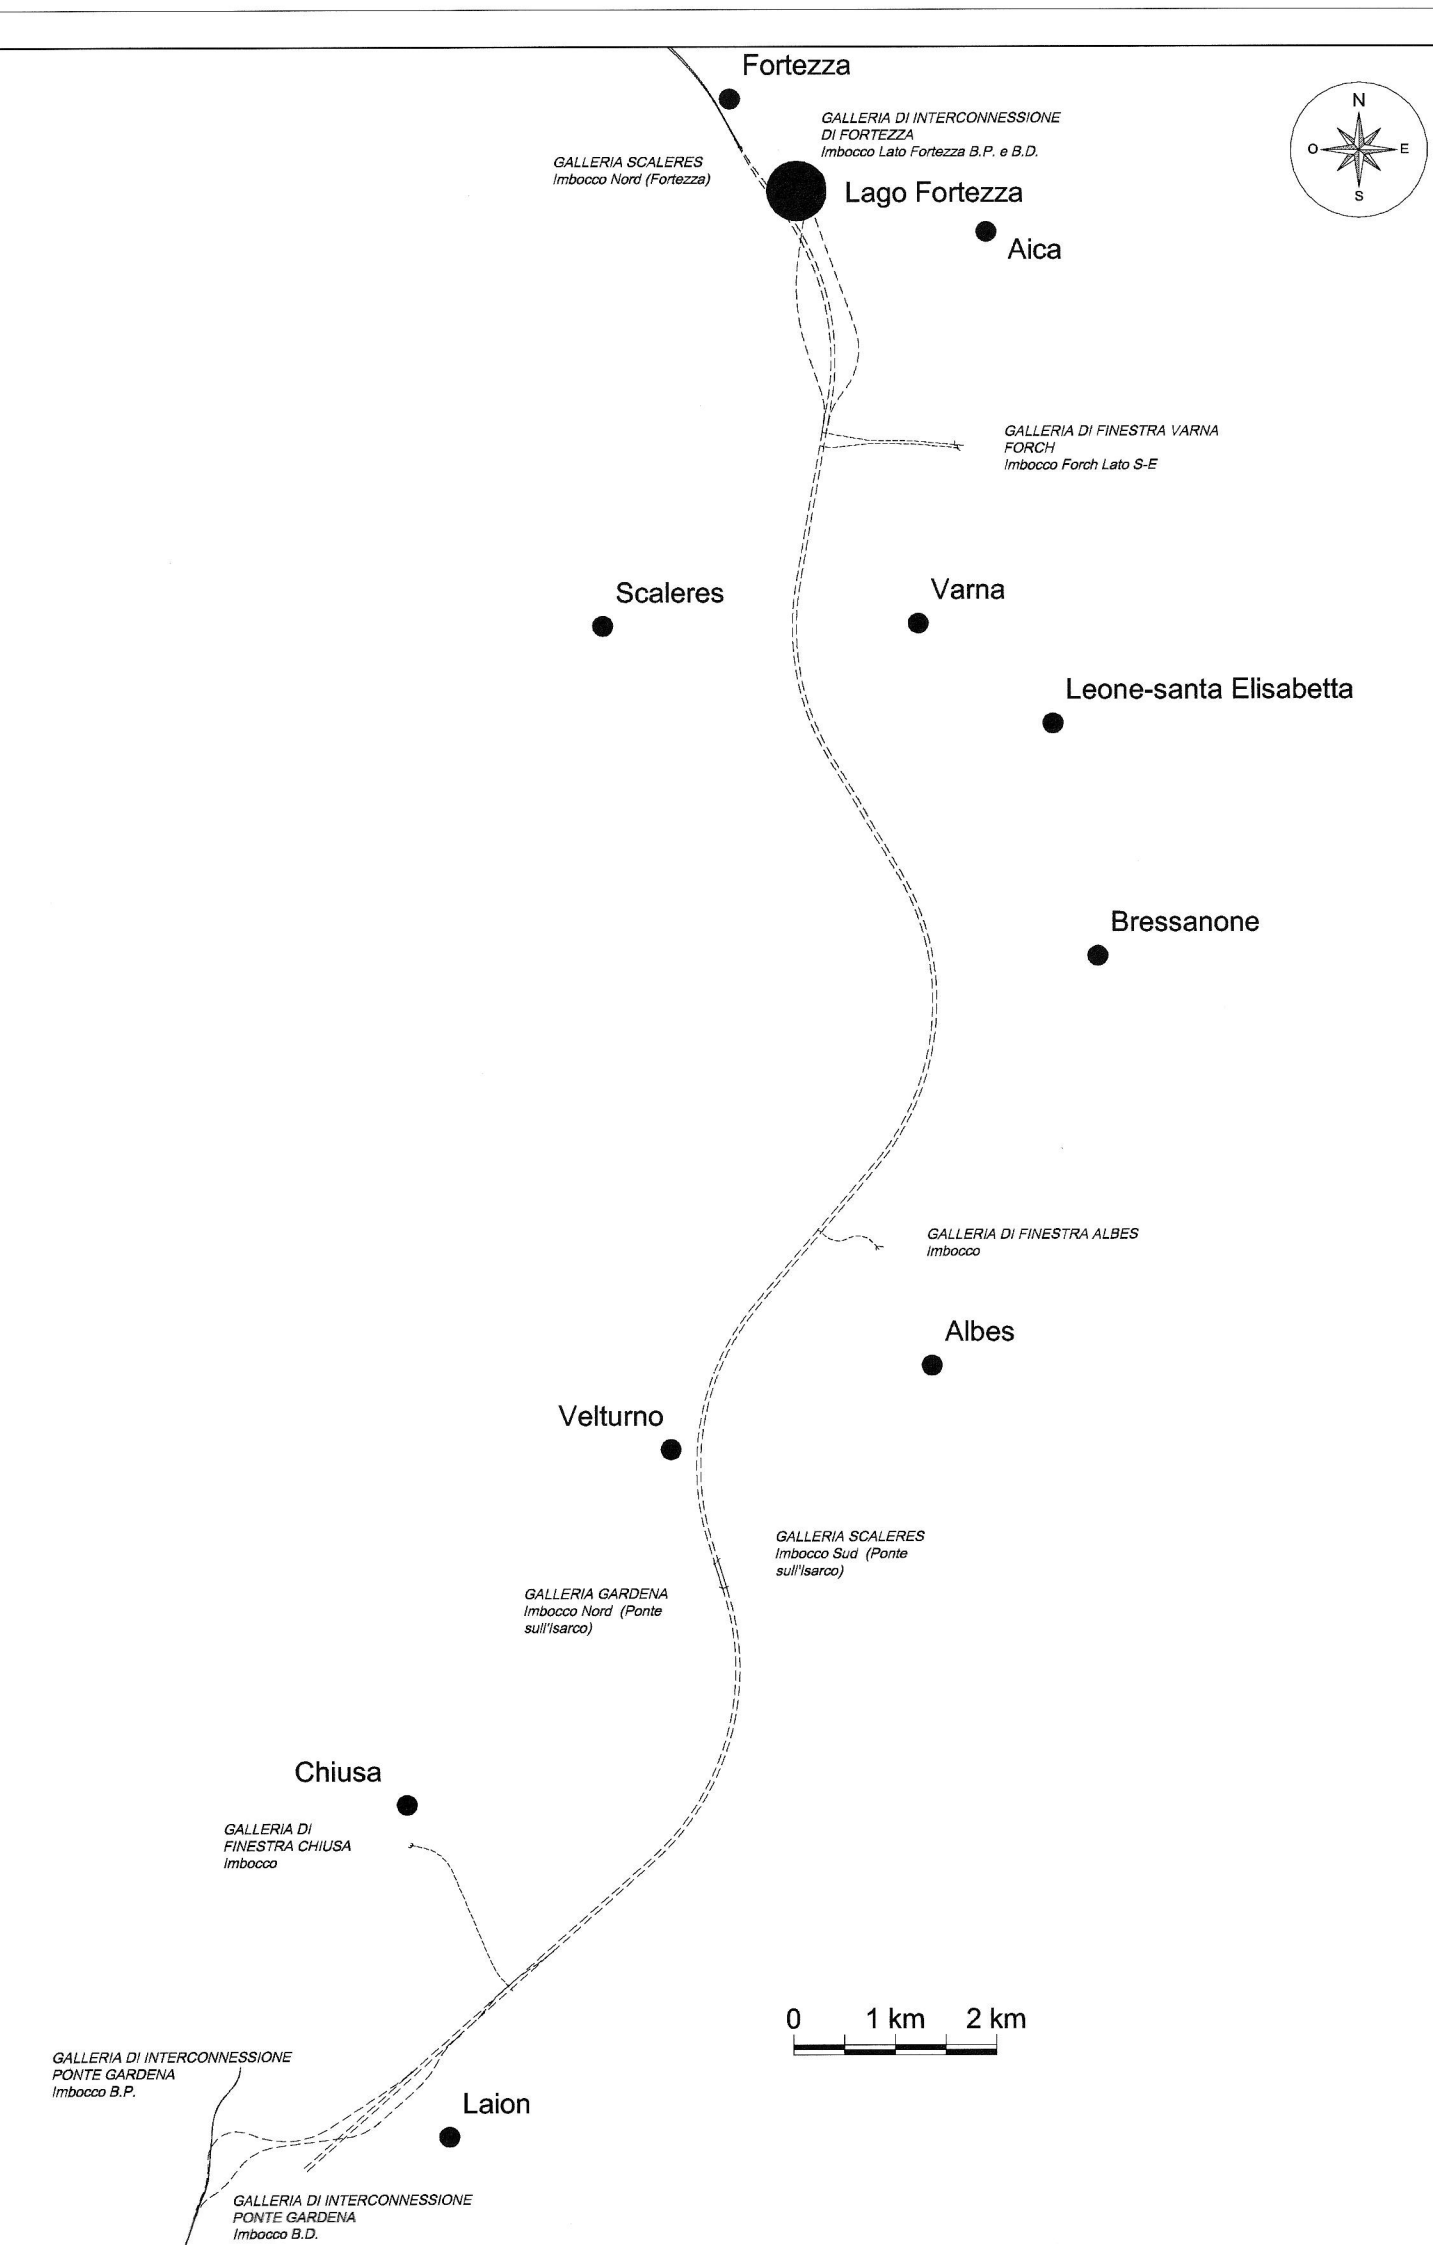 Fortezza
GALLERIA DI INTERCONNESSIONE
DI FORTEZZA
Imbocco Lato Fortezza B.P. e B.D.
N
O
E
S
GALLERIA SCALERES
Imbocco Nord (Fortezza)
Lago Fortezza
Aica
GALLERIA DI FINESTRA VARNA
FORCH
Imbocco Forch Lato S-E
Scaleres
Varna
Leone-santa Elisabetta
Bressanone
GALLERIA DI FINESTRA ALBES
Imbocco
Albes
Velturno
GALLERIA SCALERES
Imbocco Sud (Ponte
sull'Isarco)
GALLERIA GARDENA
Imbocco Nord (Ponte
sull'Isarco)
Chiusa
GALLERIA DI
FINESTRA CHIUSA
Imbocco
0 1 km 2 km
GALLERIA DI INTERCONNESSIONE
PONTE GARDENA
Imbocco B.P.
Laion
GALLERIA DI INTERCONNESSIONE
PONTE GARDENA
Imbocco B.D.